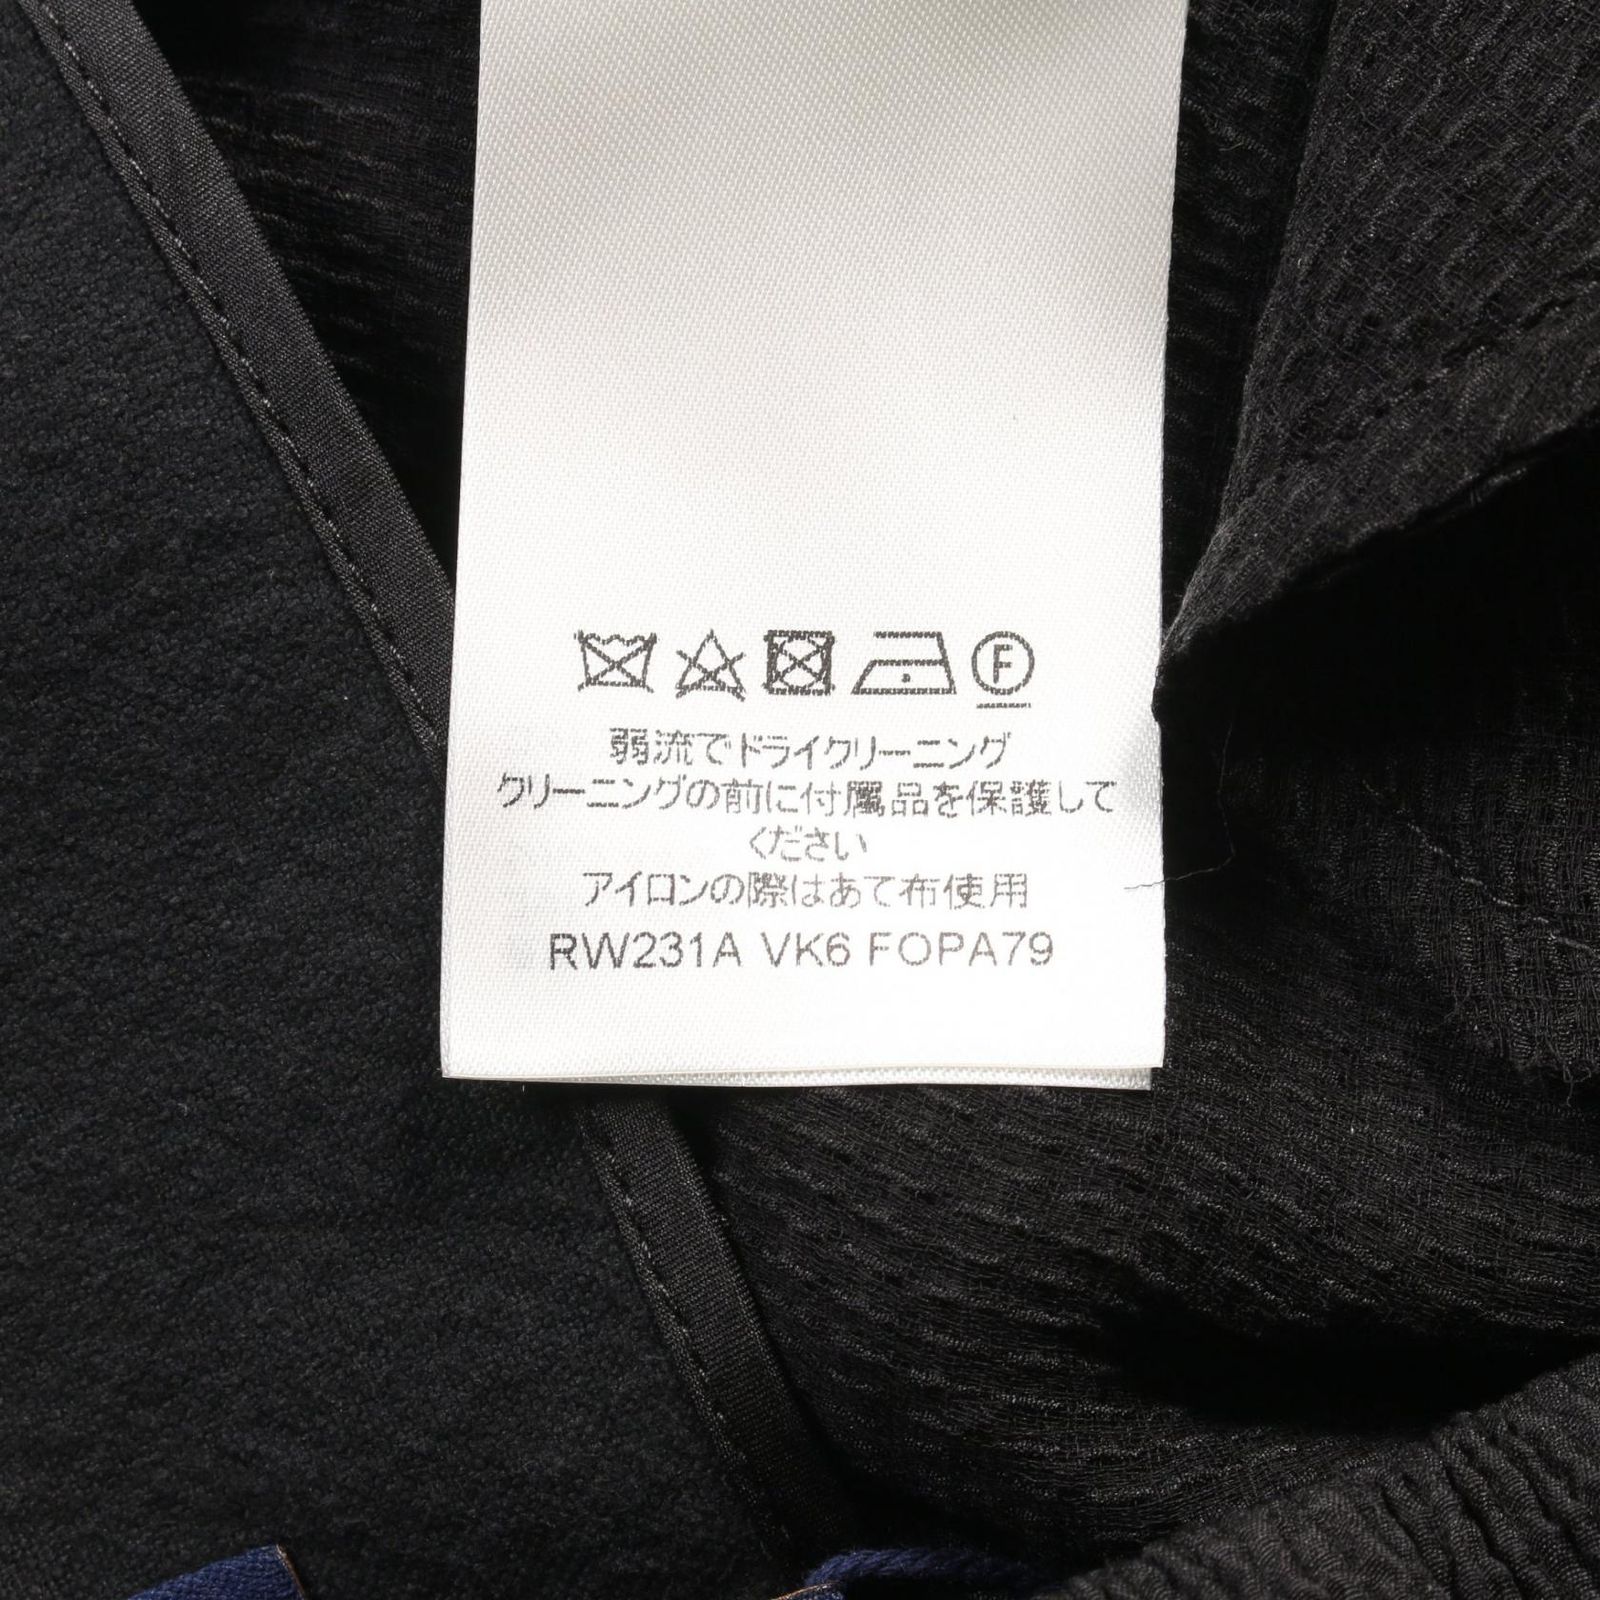 F
弱流でドライクリーニング
クリーニングの前に付属品を保護して
ください
アイロンの際はあて布使用
RW231A VK6 FOPA79